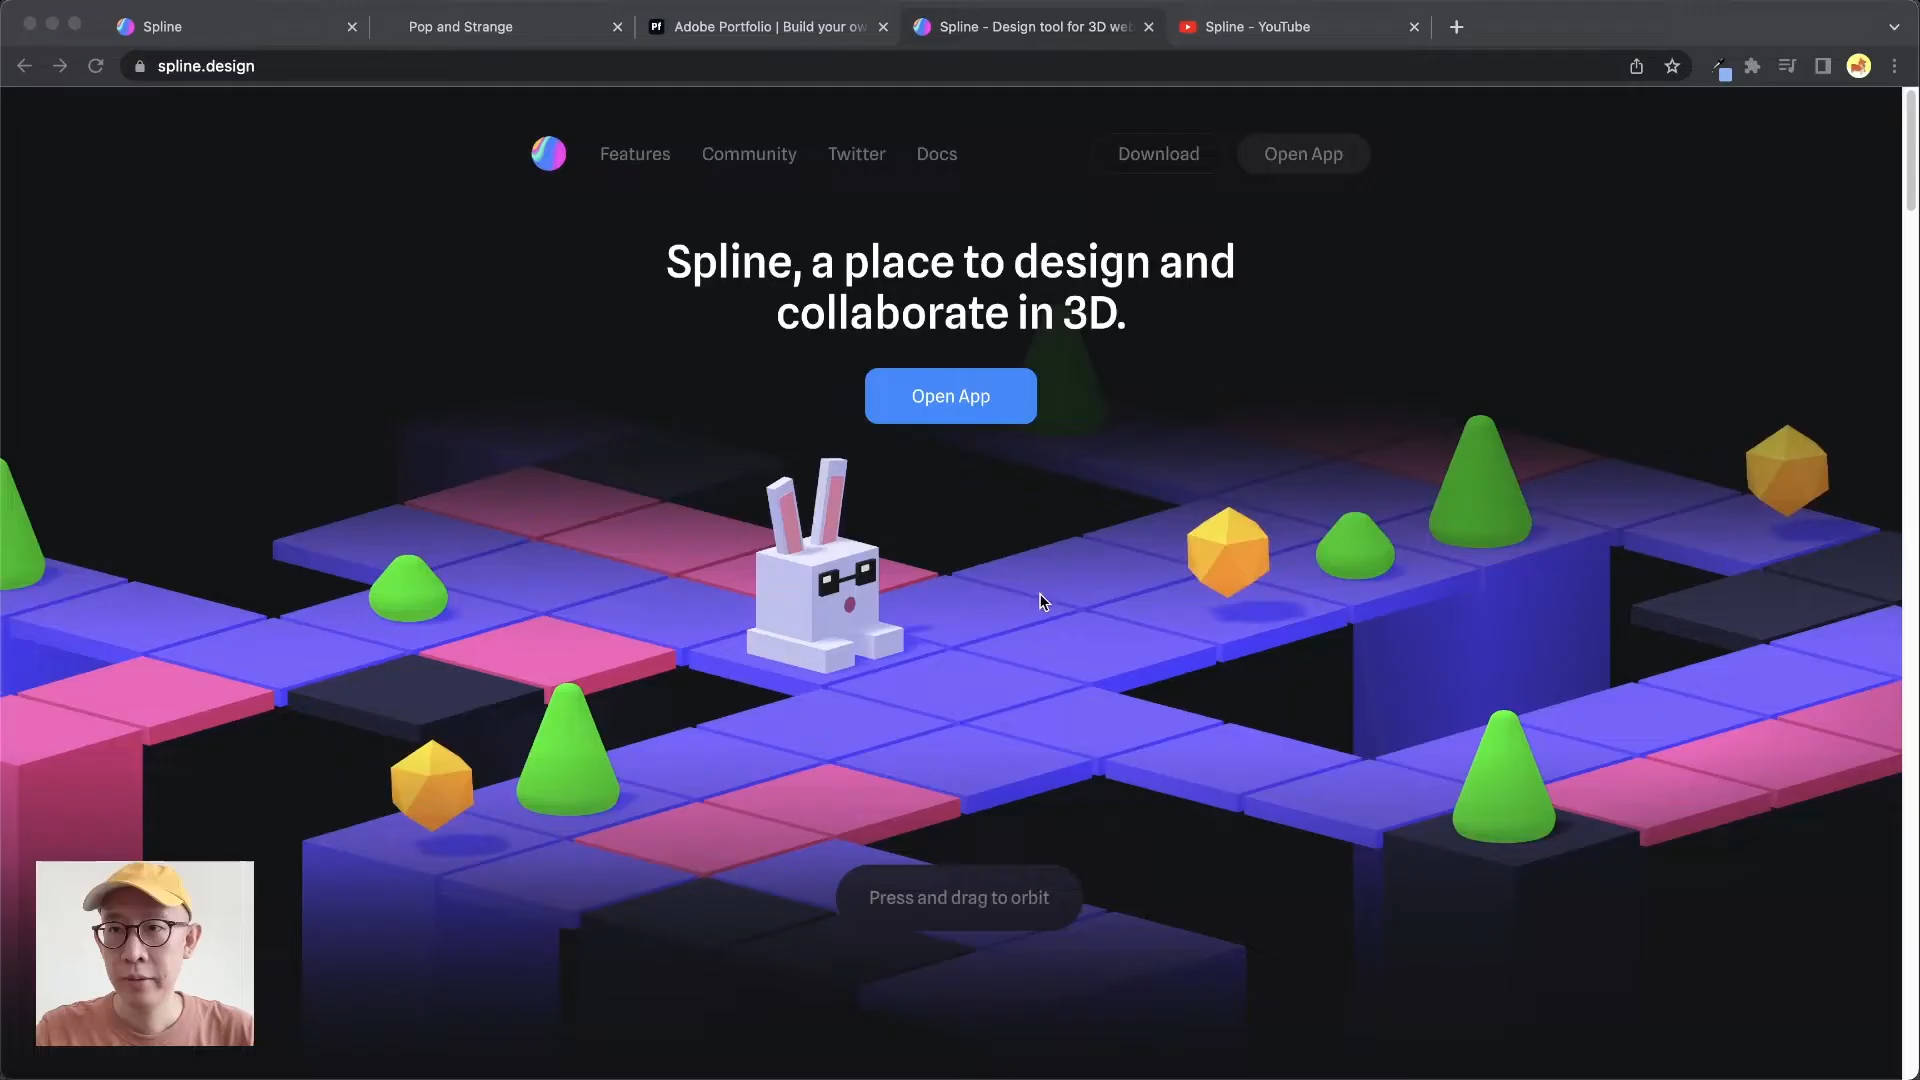 Spline
Pop and Strange
Pf
Adobe Portfolio | Build your ow
Spline - Design tool for 3D web
Spline - YouTube
spline.design
Features
Community
Twitter
Docs
Download
Open App
Spline, a place to design and
collaborate in 3D.
Open App
Press and drag to orbit